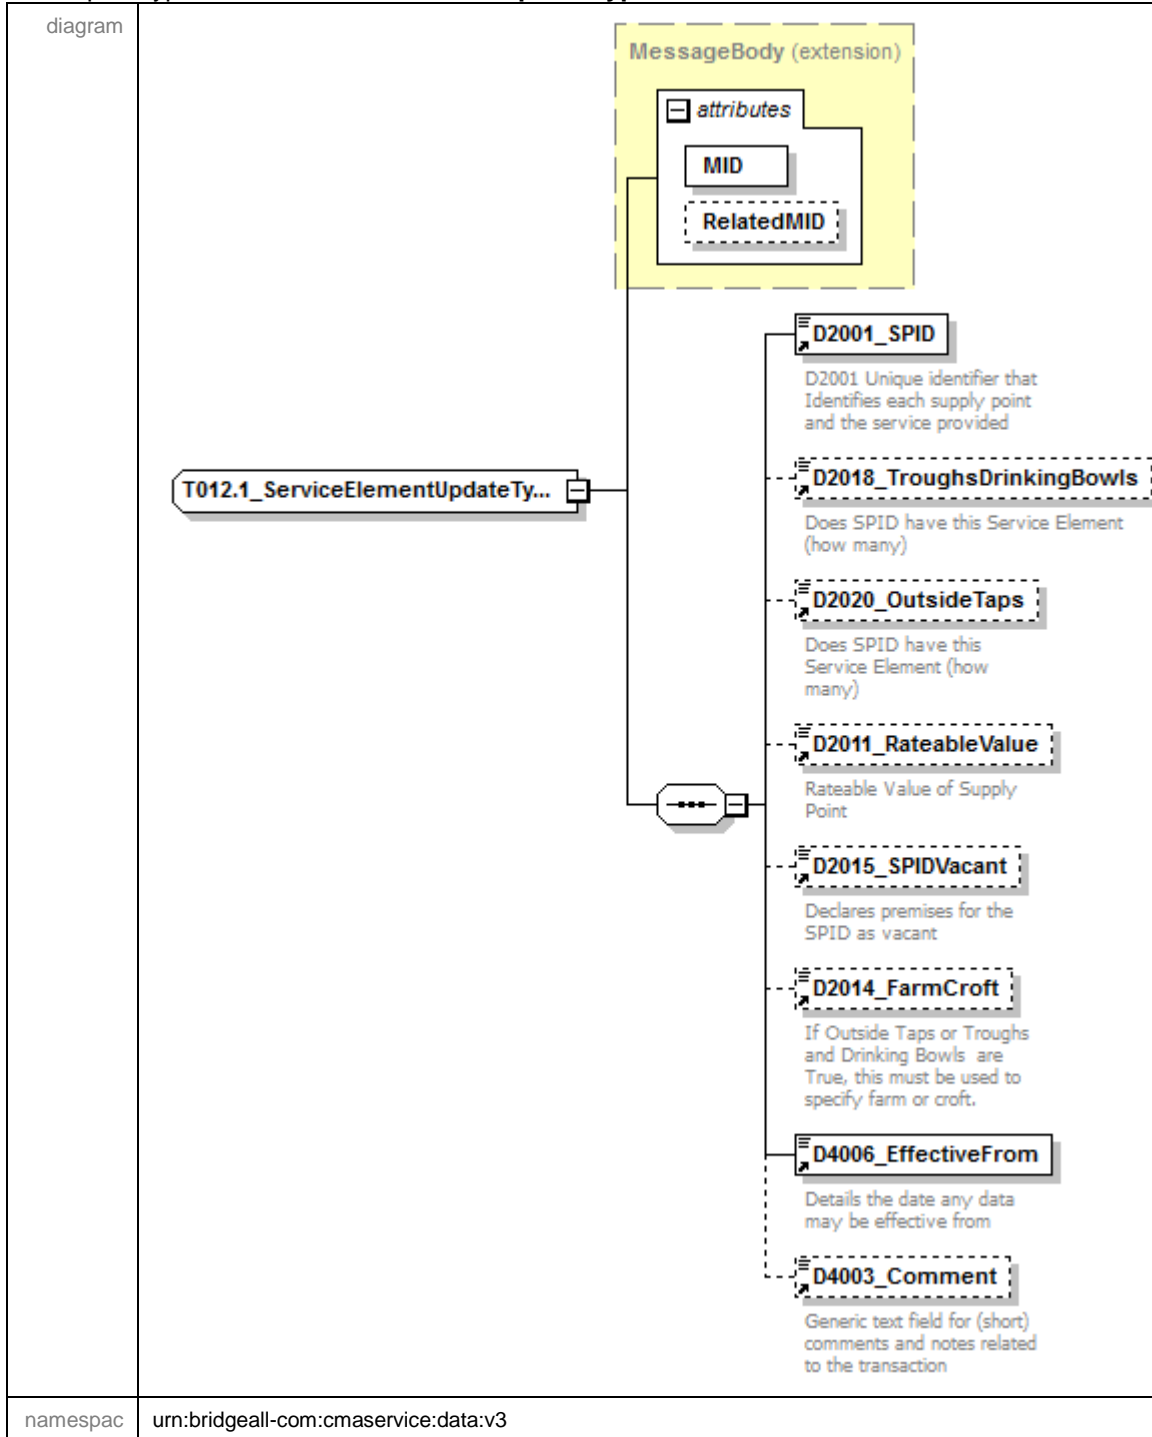 diagram
MessageBody (extension)
attributes
MID
RelatedMID
D2001_SPID
D2001 Unique identifier that
Identifies each supply point
and the service provided
T012.1_ServiceElementUpdateTy...
D2018_TroughsDrinkingBowls
Does SPID have this Service Element
(how many)
D2020_OutsideTaps
Does SPID have this
Service Element (how
many)
D2011_RateableValue
Rateable Value of Supply
Point
D2015_SPIDVacant
Declares premises for the
SPID as vacant
D2014_FarmCroft
If Outside Taps or Troughs
and Drinking Bowls are
True, this must be used to
specify farm or croft.
D4006_EffectiveFrom
Details the date any data
may be effective from
D4003_Comment
Generic text field for (short)
comments and notes related
to the transaction
namespac
urn:bridgeall-com:cmaservice:data:v3